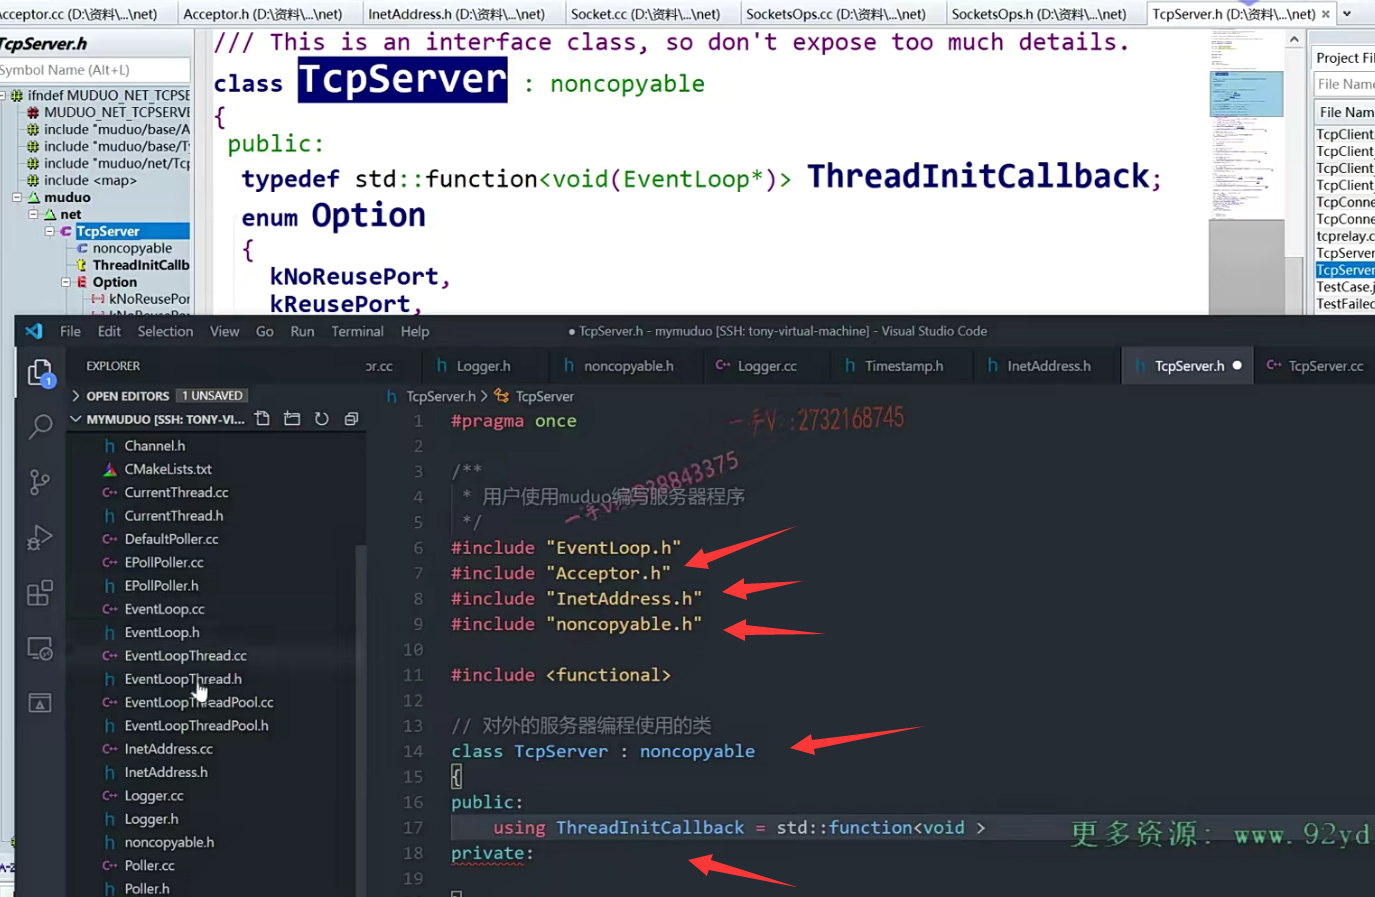 Acceptor.cc (D:\资料\...\net)
Acceptor.h (D:\资料\...\net)
InetAddress.h (D:\资料\...\net)
Socket.cc (D:\资料\...\net)
SocketsOps.cc (D:\资料\...\net)
SocketsOps.h (D:\资料\...\net)
TcpServer.h (D:\资料\...\net)
TcpServer.h
Symbol Name (Alt+L)
ifndef MUDUO_NET_TCPSE
MUDUO_NET_TCPSERVE
include "muduo/base/A
include "muduo/base/Ty
include "muduo/net/Tcp
include <map>
muduo
net
TcpServer
noncopyable
ThreadInitCallb
Option
kNoReusePor
/// This is an interface class, so don't expose too much details.
class TcpServer : noncopyable
{
public:
typedef std::function<void(EventLoop*)> ThreadInitCallback;
enum Option
{
kNoReusePort,
kReusePort,
Project Fil
File Name
File Nam
TcpClient.
TcpClient_
TcpClient_
TcpClient_
TcpConne
TcpConne
tcprelay.c
TcpServer
TcpServer
TestCase.j
TestFailed
File Edit Selection View Go Run Terminal Help
● TcpServer.h - mymuduo [SSH: tony-virtual-machine] - Visual Studio Code
EXPLORER
or.cc
Logger.h
noncopyable.h
Logger.cc
Timestamp.h
InetAddress.h
TcpServer.h
TcpServer.cc
1
OPEN EDITORS 1 UNSAVED
MYMUDUO [SSH: TONY-VI...
Channel.h
CMakeLists.txt
CurrentThread.cc
CurrentThread.h
DefaultPoller.cc
EPollPoller.cc
EPollPoller.h
EventLoop.cc
EventLoop.h
EventLoopThread.cc
EventLoopThread.h
EventLoopThreadPool.cc
EventLoopThreadPool.h
InetAddress.cc
InetAddress.h
Logger.cc
Logger.h
noncopyable.h
Poller.cc
Poller.h
TcpServer.h > TcpServer
1 #pragma once
2
3 /**
4 * 用户使用muduo编写服务器程序
5 */
6 #include "EventLoop.h"
7 #include "Acceptor.h"
8 #include "InetAddress.h"
9 #include "noncopyable.h"
10
11 #include <functional>
12
13 // 对外的服务器编程使用的类
14 class TcpServer : noncopyable
15 {
16 public:
17 using ThreadInitCallback = std::function<void >
18 private:
19
一手V:2732168745
更多资源: www.92yd